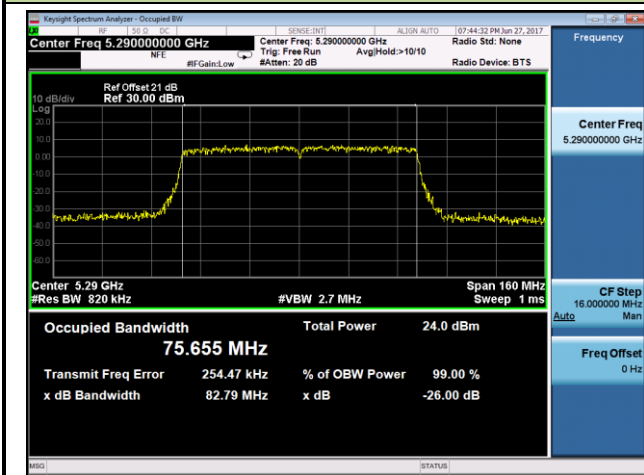 Keysight Spectrum Analyzer - Occupied BW
RF 50 Ω DC SENSE:INT ALIGN AUTO 07:44:32 PM Jun 27, 2017
Center Freq 5.290000000 GHz Center Freq: 5.290000000 GHz Radio Std: None
NFE Trig: Free Run Avg|Hold:>10/10
#IFGain:Low #Atten: 20 dB Radio Device: BTS
Ref Offset 21 dB
10 dB/div Ref 30.00 dBm
Log
20.0
10.0
0.00
-10.0
-20.0
-30.0
-40.0
-50.0
-60.0
Center 5.29 GHz Span 160 MHz
#Res BW 820 kHz #VBW 2.7 MHz Sweep 1 ms
Occupied Bandwidth Total Power 24.0 dBm
75.655 MHz
Transmit Freq Error 254.47 kHz % of OBW Power 99.00 %
x dB Bandwidth 82.79 MHz x dB -26.00 dB
MSG STATUS
Frequency
Center Freq
5.290000000 GHz
CF Step
16.000000 MHz
Auto Man
Freq Offset
0 Hz